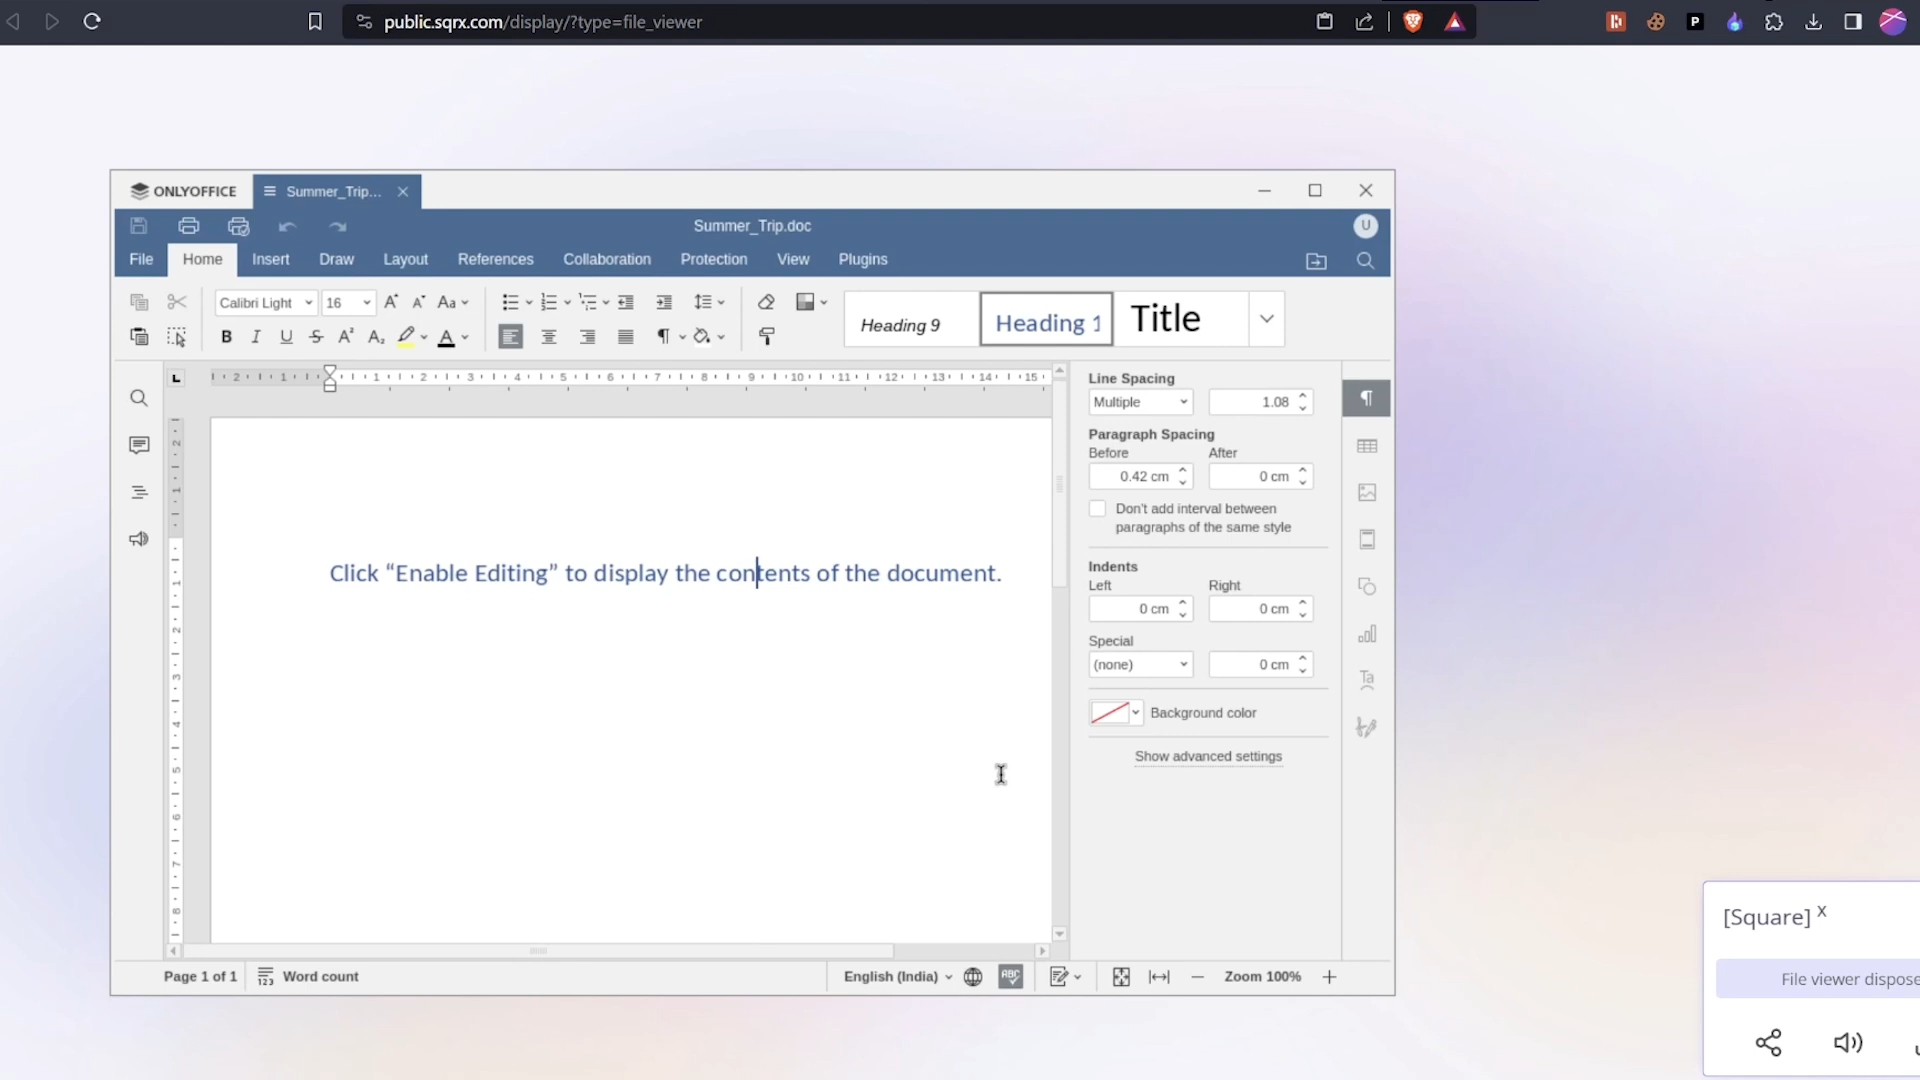 public.sqrx.com/display/?type=file_viewer
ONLYOFFICE
Summer_Trip...
Summer_Trip.doc
U
File Home Insert Draw Layout References Collaboration Protection View Plugins
Calibri Light 16 Aa
Heading 9 Heading 1 Title
B I U S A² A₂ A
Line Spacing
Multiple 1.08
Paragraph Spacing
Before After
0.42 cm 0 cm
Don't add interval between
paragraphs of the same style
Indents
Left Right
0 cm 0 cm
Special
(none) 0 cm
Background color
Show advanced settings
Click “Enable Editing” to display the contents of the document.
Page 1 of 1 Word count English (India) Zoom 100%
[Square] X
File viewer dispose